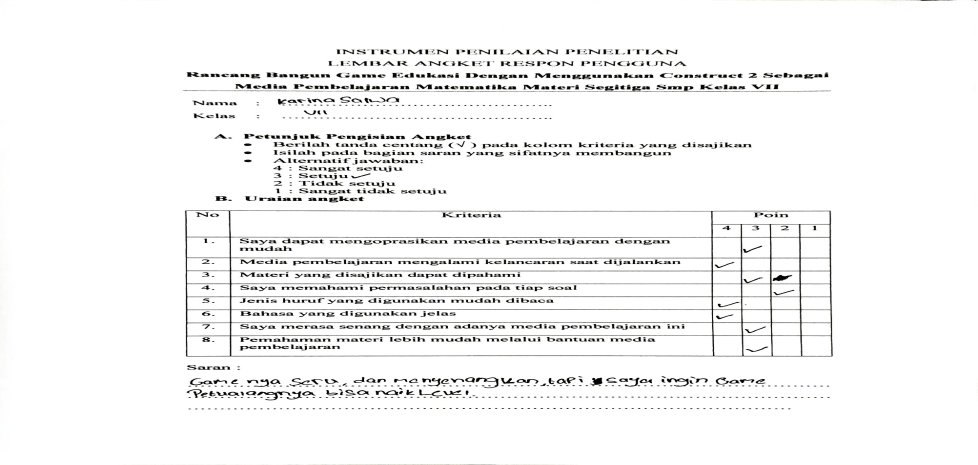 INSTRUMEN PENILAIAN PENELITIAN
LEMBAR ANGKET RESPON PENGGUNA
Rancang Bangun Game Edukasi Dengan Menggunakan Construct 2 Sebagai
Media Pembelajaran Matematika Materi Segitiga Smp Kelas VII
Nama : Karina Salwa
Kelas : VII
A. Petunjuk Pengisian Angket
• Berilah tanda centang (√) pada kolom kriteria yang disajikan
• Isilah pada bagian saran yang sifatnya membangun
• Alternatif jawaban:
4 : Sangat setuju
3 : Setuju ✓
2 : Tidak setuju
1 : Sangat tidak setuju
B. Uraian angket
No Kriteria Poin
4 3 2 1
1. Saya dapat mengoprasikan media pembelajaran dengan
mudah ✓
2. Media pembelajaran mengalami kelancaran saat dijalankan ✓
3. Materi yang disajikan dapat dipahami ✓
4. Saya memahami permasalahan pada tiap soal ✓
5. Jenis huruf yang digunakan mudah dibaca ✓
6. Bahasa yang digunakan jelas ✓
7. Saya merasa senang dengan adanya media pembelajaran ini ✓
8. Pemahaman materi lebih mudah melalui bantuan media
pembelajaran ✓
Saran :
Game nya seru, dan menyenangkan, tapi saya ingin Game
Petualangnya bisa naik Level.